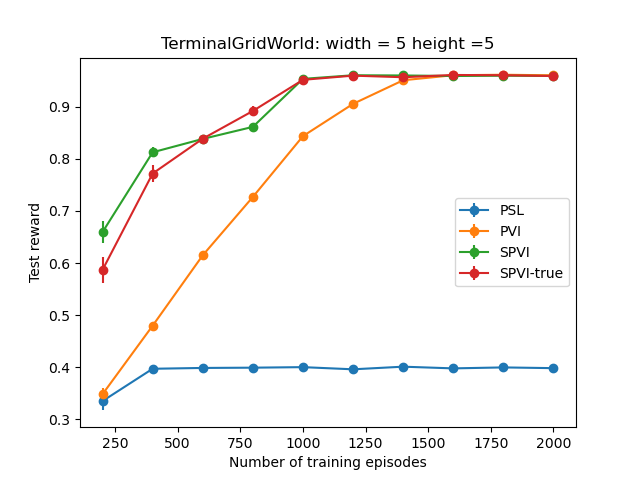 TerminalGridWorld: width = 5 height =5
Test reward
0.9
0.8
0.7
0.6
0.5
0.4
0.3
PSL
PVI
SPVI
SPVI-true
250 500 750 1000 1250 1500 1750 2000
Number of training episodes